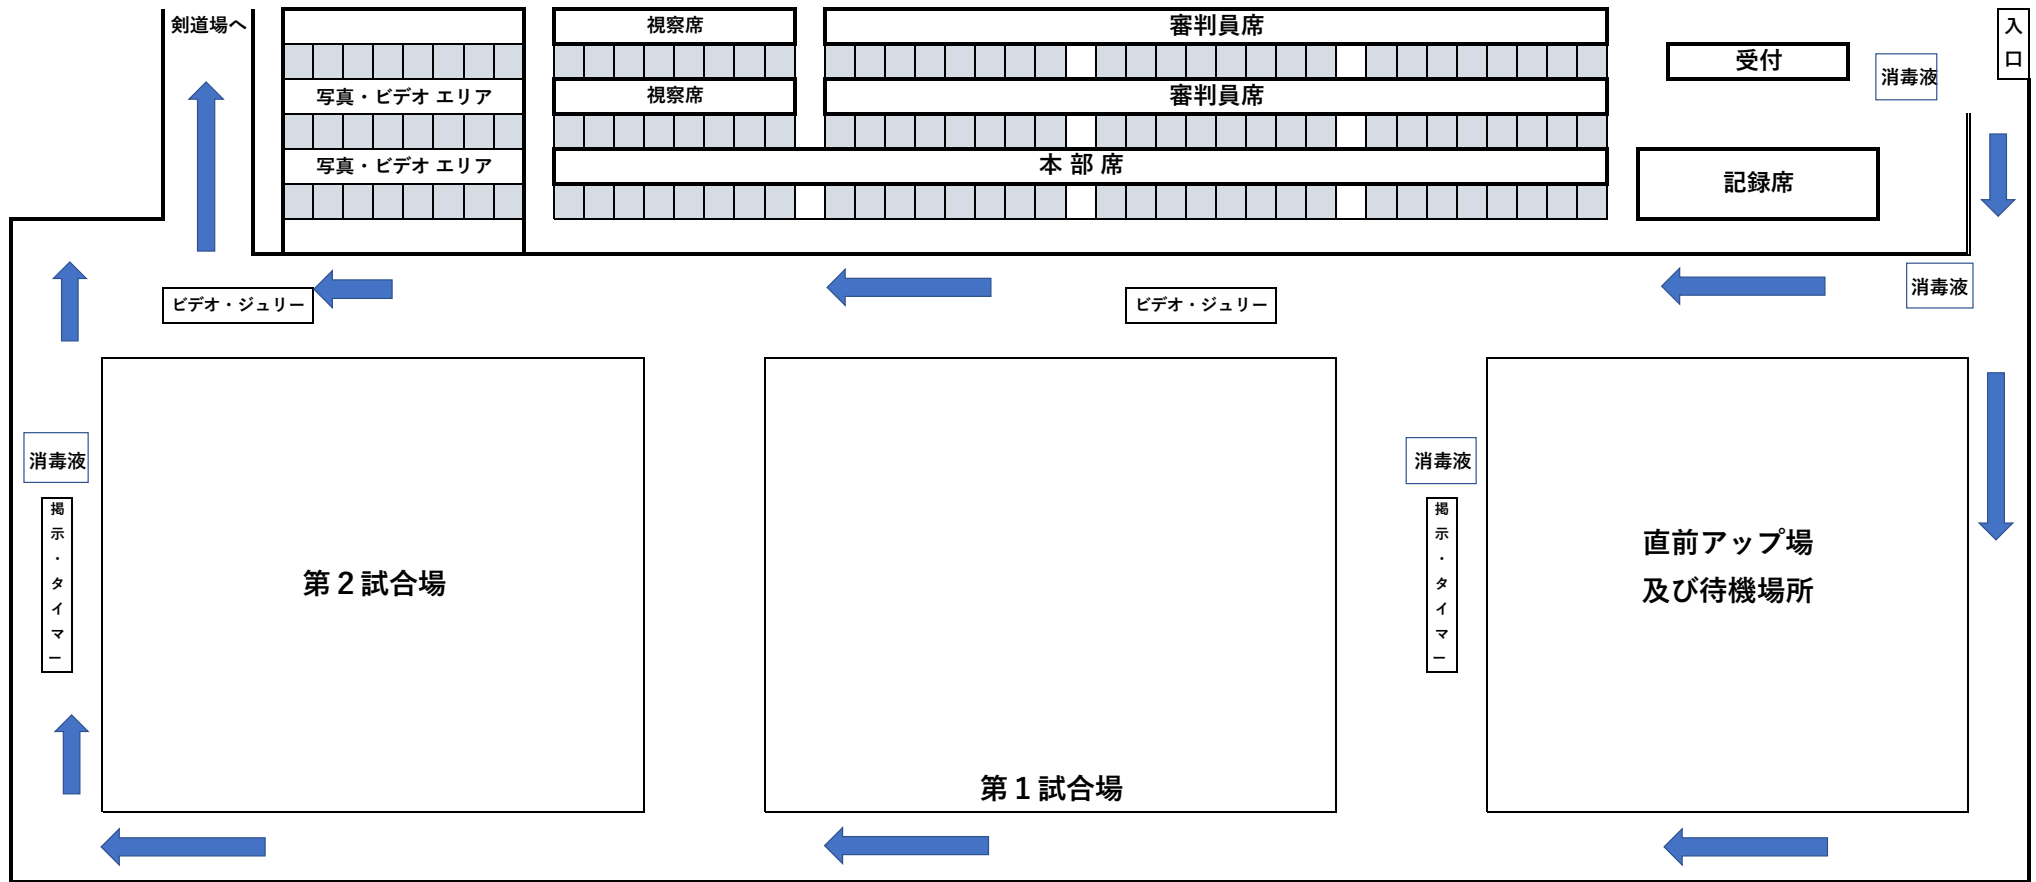 剣道場へ
視察席
審判員席
入口
受付
消毒液
写真・ビデオ エリア
視察席
審判員席
写真・ビデオ エリア
本 部 席
記録席
ビデオ・ジュリー
ビデオ・ジュリー
消毒液
消毒液
消毒液
掲示・タイマー
掲示・タイマー
第２試合場
直前アップ場
及び待機場所
第１試合場